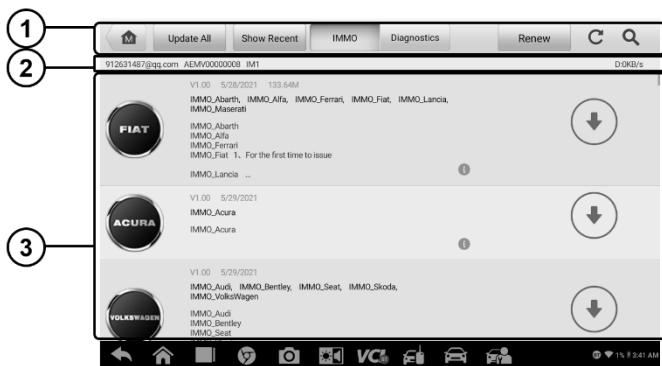 1
Update All Show Recent IMMO Diagnostics Renew
2
912631487@qq.com AEMV00000008 IM1 D:0KB/s
V1.00 5/28/2021 133.64M
IMMO_Abarth, IMMO_Alfa, IMMO_Ferrari, IMMO_Fiat, IMMO_Lancia,
IMMO_Maserati
FIAT
IMMO_Abarth
IMMO_Alfa
IMMO_Ferrari
IMMO_Fiat 1、For the first time to issue
IMMO_Lancia ...
V1.00 5/29/2021
IMMO_Acura
ACURA
IMMO_Acura
3
V1.00 5/29/2021
IMMO_Audi, IMMO_Bentley, IMMO_Seat, IMMO_Skoda,
IMMO_VolksWagen
VOLKSWAGEN
IMMO_Audi
IMMO_Bentley
IMMO_Seat
VCI 1% 3:41 AM